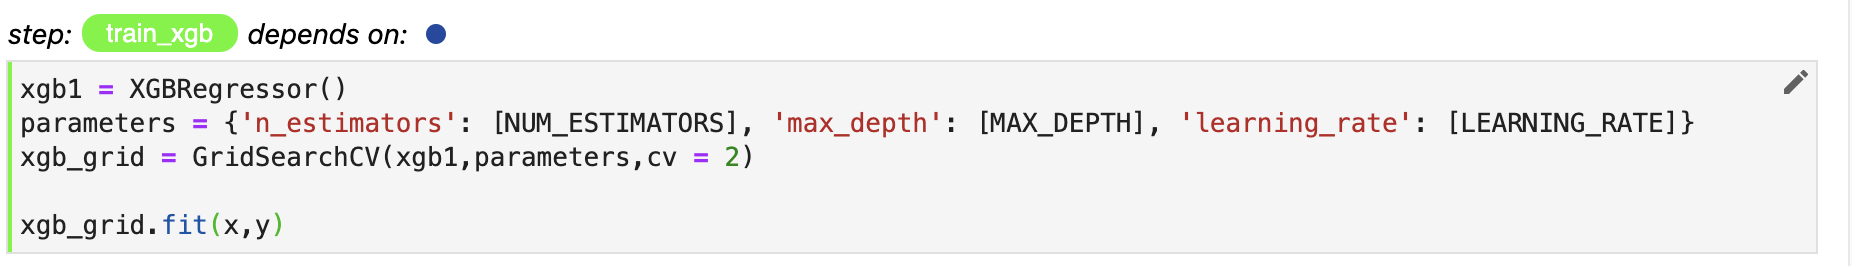 step: train_xgb depends on:
xgb1 = XGBRegressor()
parameters = {'n_estimators': [NUM_ESTIMATORS], 'max_depth': [MAX_DEPTH], 'learning_rate': [LEARNING_RATE]}
xgb_grid = GridSearchCV(xgb1,parameters,cv = 2)
xgb_grid.fit(x,y)